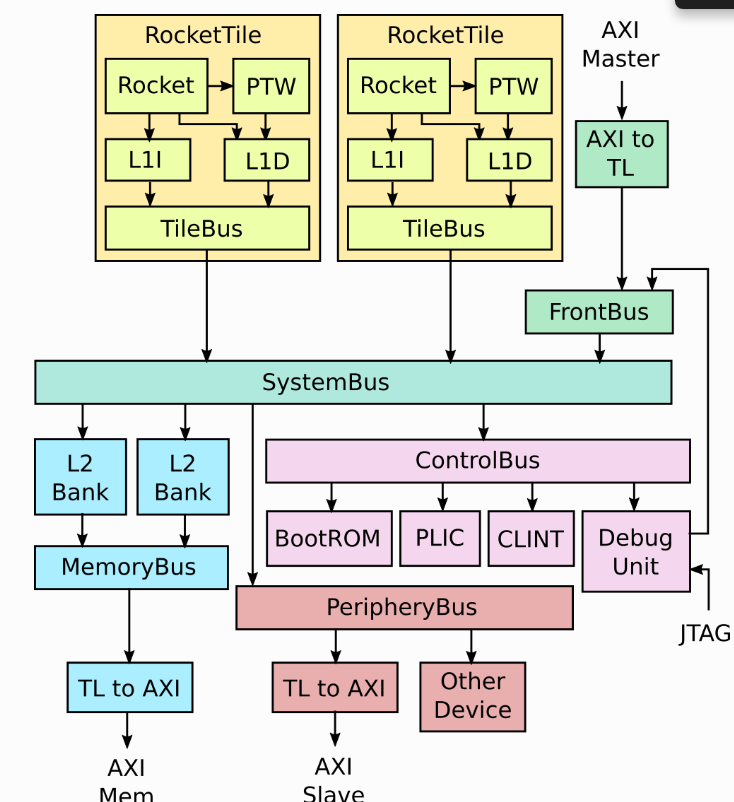 RocketTile
Rocket
PTW
L1I
L1D
TileBus
RocketTile
Rocket
PTW
L1I
L1D
TileBus
AXI
Master
AXI to
TL
FrontBus
SystemBus
L2
Bank
L2
Bank
MemoryBus
TL to AXI
AXI
Mem
ControlBus
BootROM
PLIC
CLINT
Debug
Unit
JTAG
PeripheryBus
TL to AXI
Other
Device
AXI
Slave